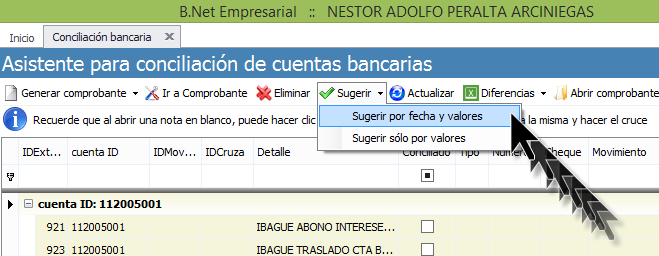 B.Net Empresarial :: NESTOR ADOLFO PERALTA ARCINIEGAS
Inicio Conciliación bancaria X
Asistente para conciliación de cuentas bancarias
Generar comprobante Ir a Comprobante Eliminar Sugerir Actualizar Diferencias Abrir comprobante
Recuerde que al abrir una nota en blanco, puede hacer clic la misma y hacer el cruce
Sugerir por fecha y valores
Sugerir sólo por valores
IDExt... cuenta ID IDMov... IDCruza Detalle Conciliado Tipo Cheque Movimiento
cuenta ID: 112005001
921 112005001 IBAGUE ABONO INTERESE...
923 112005001 IBAGUE TRASLADO CTA B...